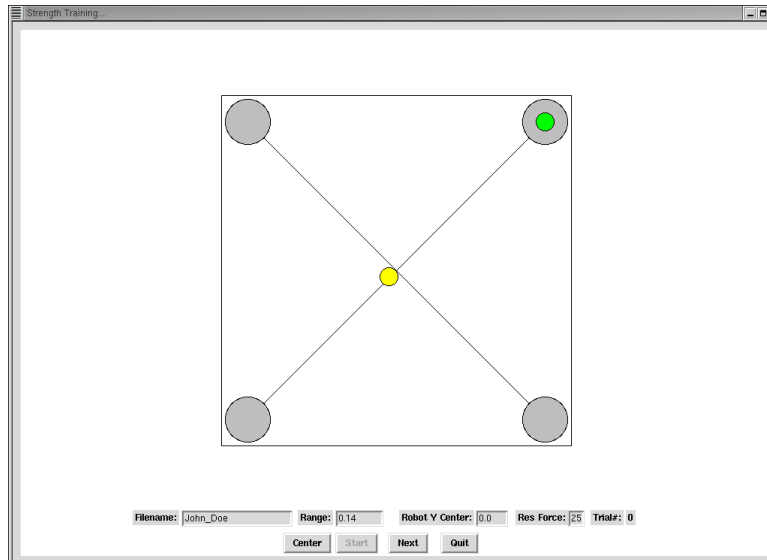 Strength Training...
Filename: John_Doe Range: 0.14 Robot Y Center: 0.0 Res Force: 25 Trial#: 0
Center Start Next Quit